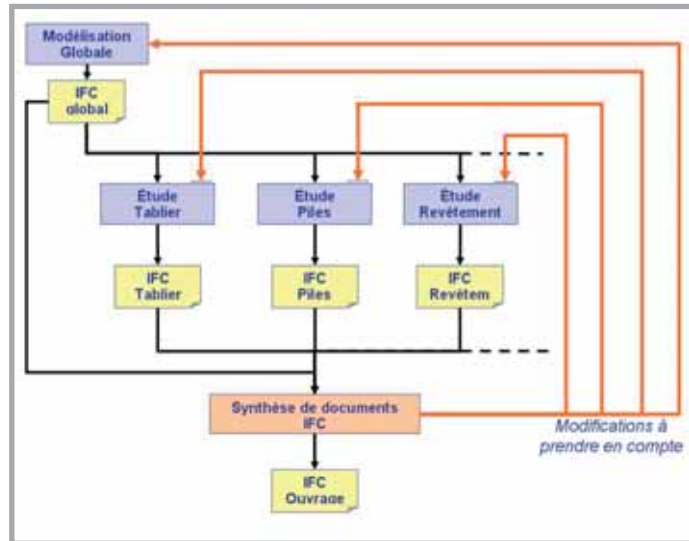 Modélisation
Globale
IFC
global
Étude
Tablier
Étude
Piles
Étude
Revêtement
IFC
Tablier
IFC
Piles
IFC
Revêtem
Synthèse de documents
IFC
Modifications à
prendre en compte
IFC
Ouvrage